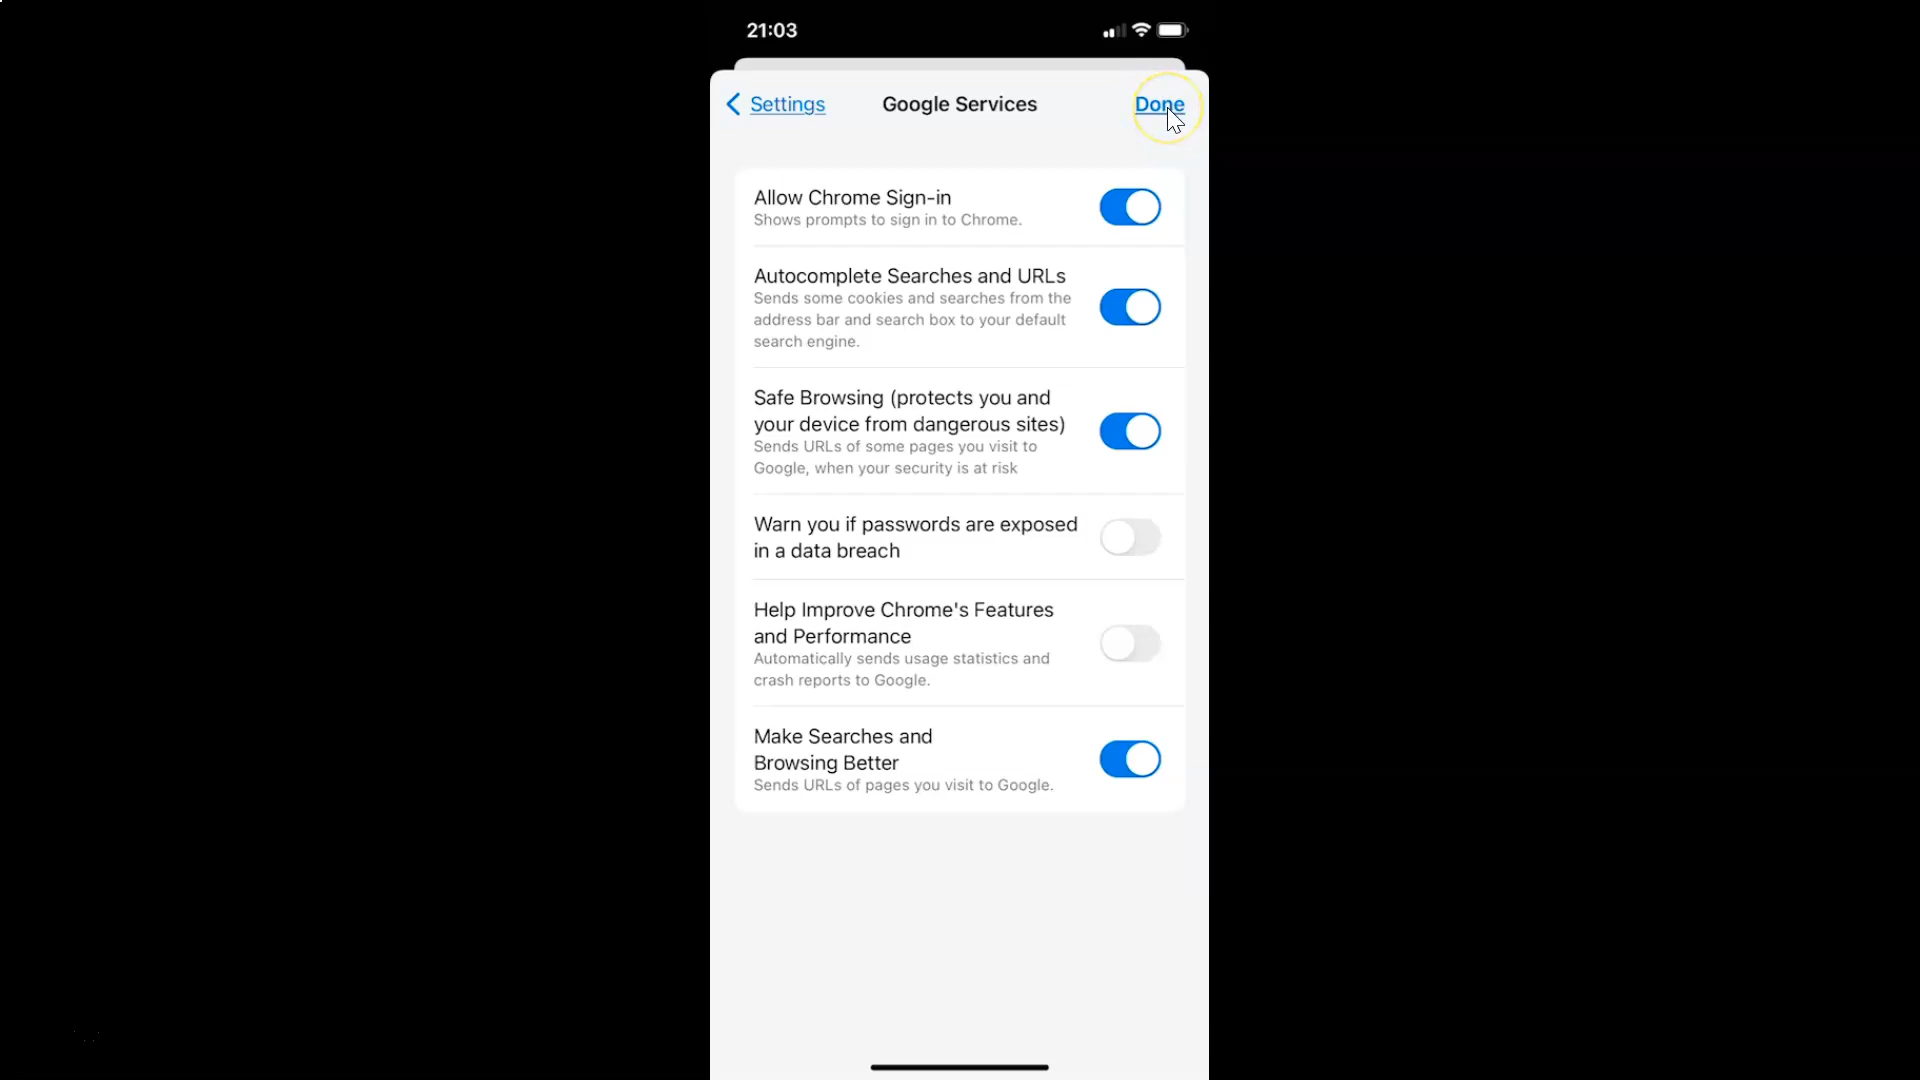 21:03
Settings
Google Services
Done
Allow Chrome Sign-in
Shows prompts to sign in to Chrome.
Autocomplete Searches and URLs
Sends some cookies and searches from the
address bar and search box to your default
search engine.
Safe Browsing (protects you and
your device from dangerous sites)
Sends URLs of some pages you visit to
Google, when your security is at risk
Warn you if passwords are exposed
in a data breach
Help Improve Chrome's Features
and Performance
Automatically sends usage statistics and
crash reports to Google.
Make Searches and
Browsing Better
Sends URLs of pages you visit to Google.